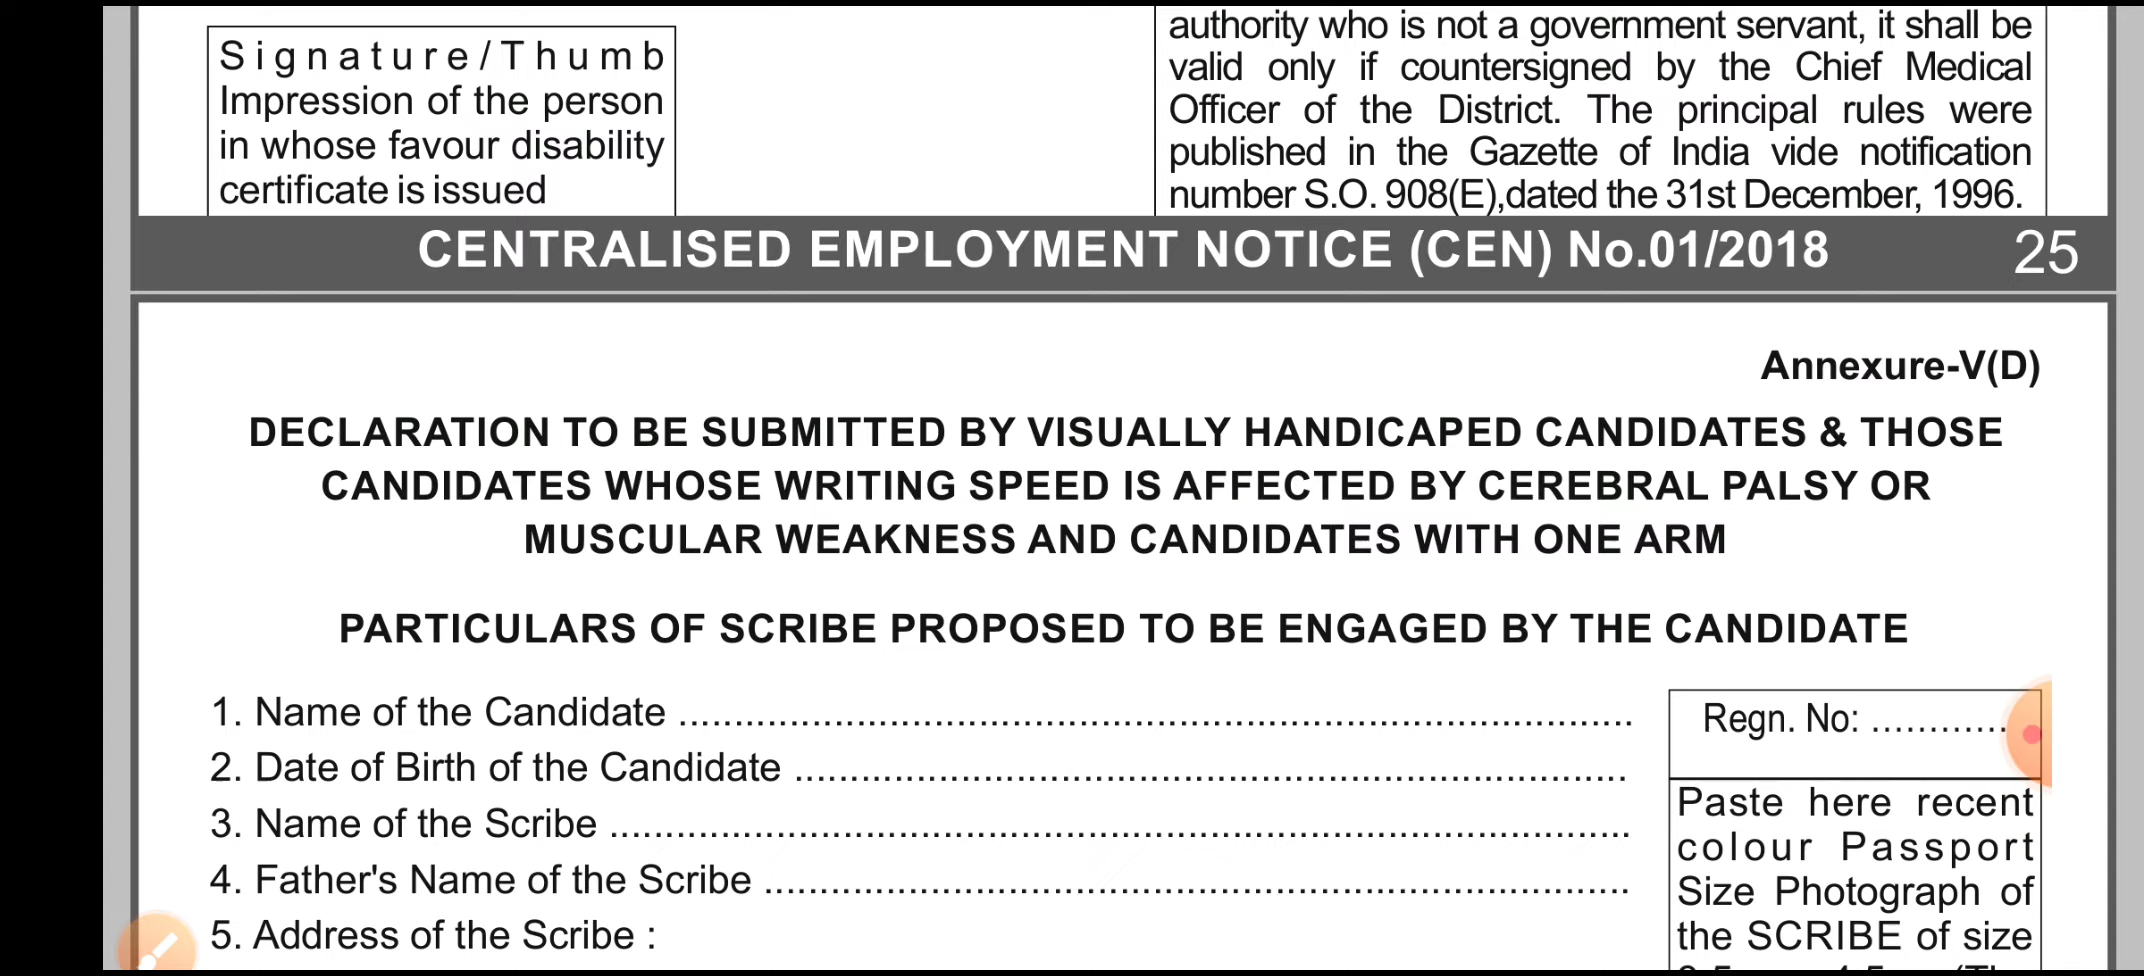 Signature/Thumb
Impression of the person
in whose favour disability
certificate is issued
authority who is not a government servant, it shall be
valid only if countersigned by the Chief Medical
Officer of the District. The principal rules were
published in the Gazette of India vide notification
number S.O. 908(E),dated the 31st December, 1996.
CENTRALISED EMPLOYMENT NOTICE (CEN) No.01/2018 25
Annexure-V(D)
DECLARATION TO BE SUBMITTED BY VISUALLY HANDICAPED CANDIDATES & THOSE
CANDIDATES WHOSE WRITING SPEED IS AFFECTED BY CEREBRAL PALSY OR
MUSCULAR WEAKNESS AND CANDIDATES WITH ONE ARM
PARTICULARS OF SCRIBE PROPOSED TO BE ENGAGED BY THE CANDIDATE
1. Name of the Candidate ......................................................................................
2. Date of Birth of the Candidate ...........................................................................
3. Name of the Scribe ............................................................................................
4. Father's Name of the Scribe ..............................................................................
5. Address of the Scribe :
Regn. No: ............
Paste here recent
colour Passport
Size Photograph of
the SCRIBE of size